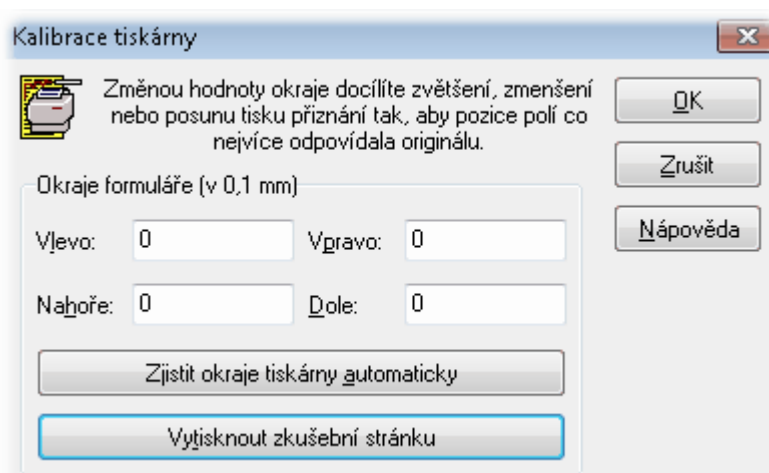 Kalibrace tiskárny
Změnou hodnoty okraje docílíte zvětšení, zmenšení
nebo posunu tisku přiznání tak, aby pozice polí co
nejvíce odpovídala originálu.
OK
Zrušit
Nápověda
Okraje formuláře (v 0,1 mm)
Vlevo: 0 Vpravo: 0
Nahoře: 0 Dole: 0
Zjistit okraje tiskárny automaticky
Vytisknout zkušební stránku